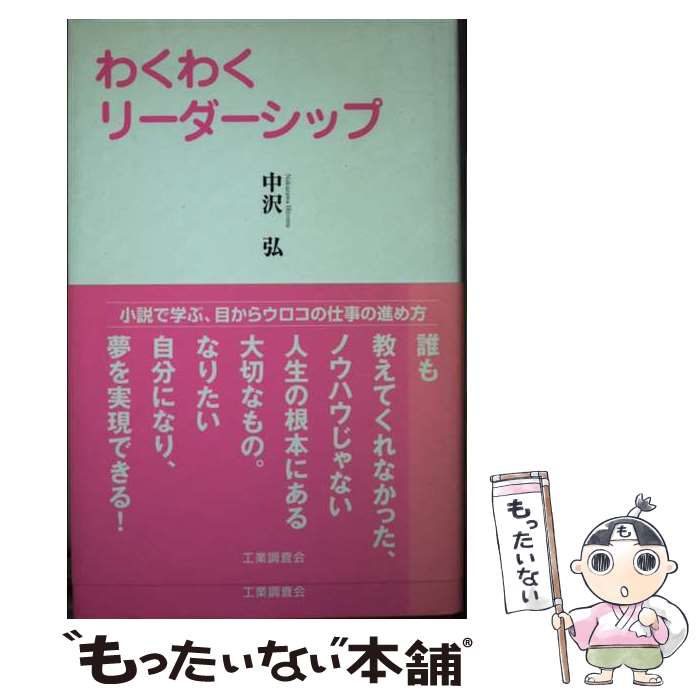 わくわく
リーダーシップ
中沢 弘
小説で学ぶ、目からウロコの仕事の進め方
誰も
教えてくれなかった、
ノウハウじゃない
人生の根本にある
大切なもの。
なりたい
自分になり、
夢を実現できる!
工業調査会
工業調査会
も
もったいない
“もったいない”本舗®